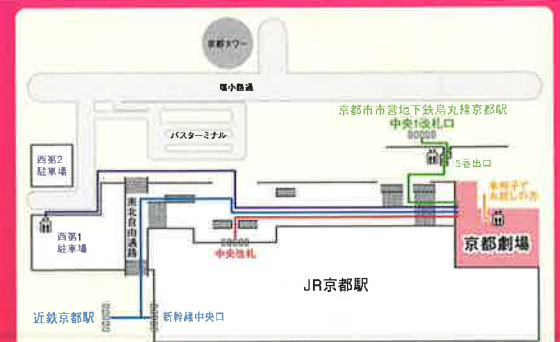 京都タワー
塩小路通
京都市市営地下鉄烏丸線京都駅
中央1改札口
バスターミナル
5番出口
西第2
駐車場
車椅子で
お越しの方
南北自由通路
西第1
駐車場
京都劇場
中央改札
JR京都駅
近鉄京都駅
新幹線中央口